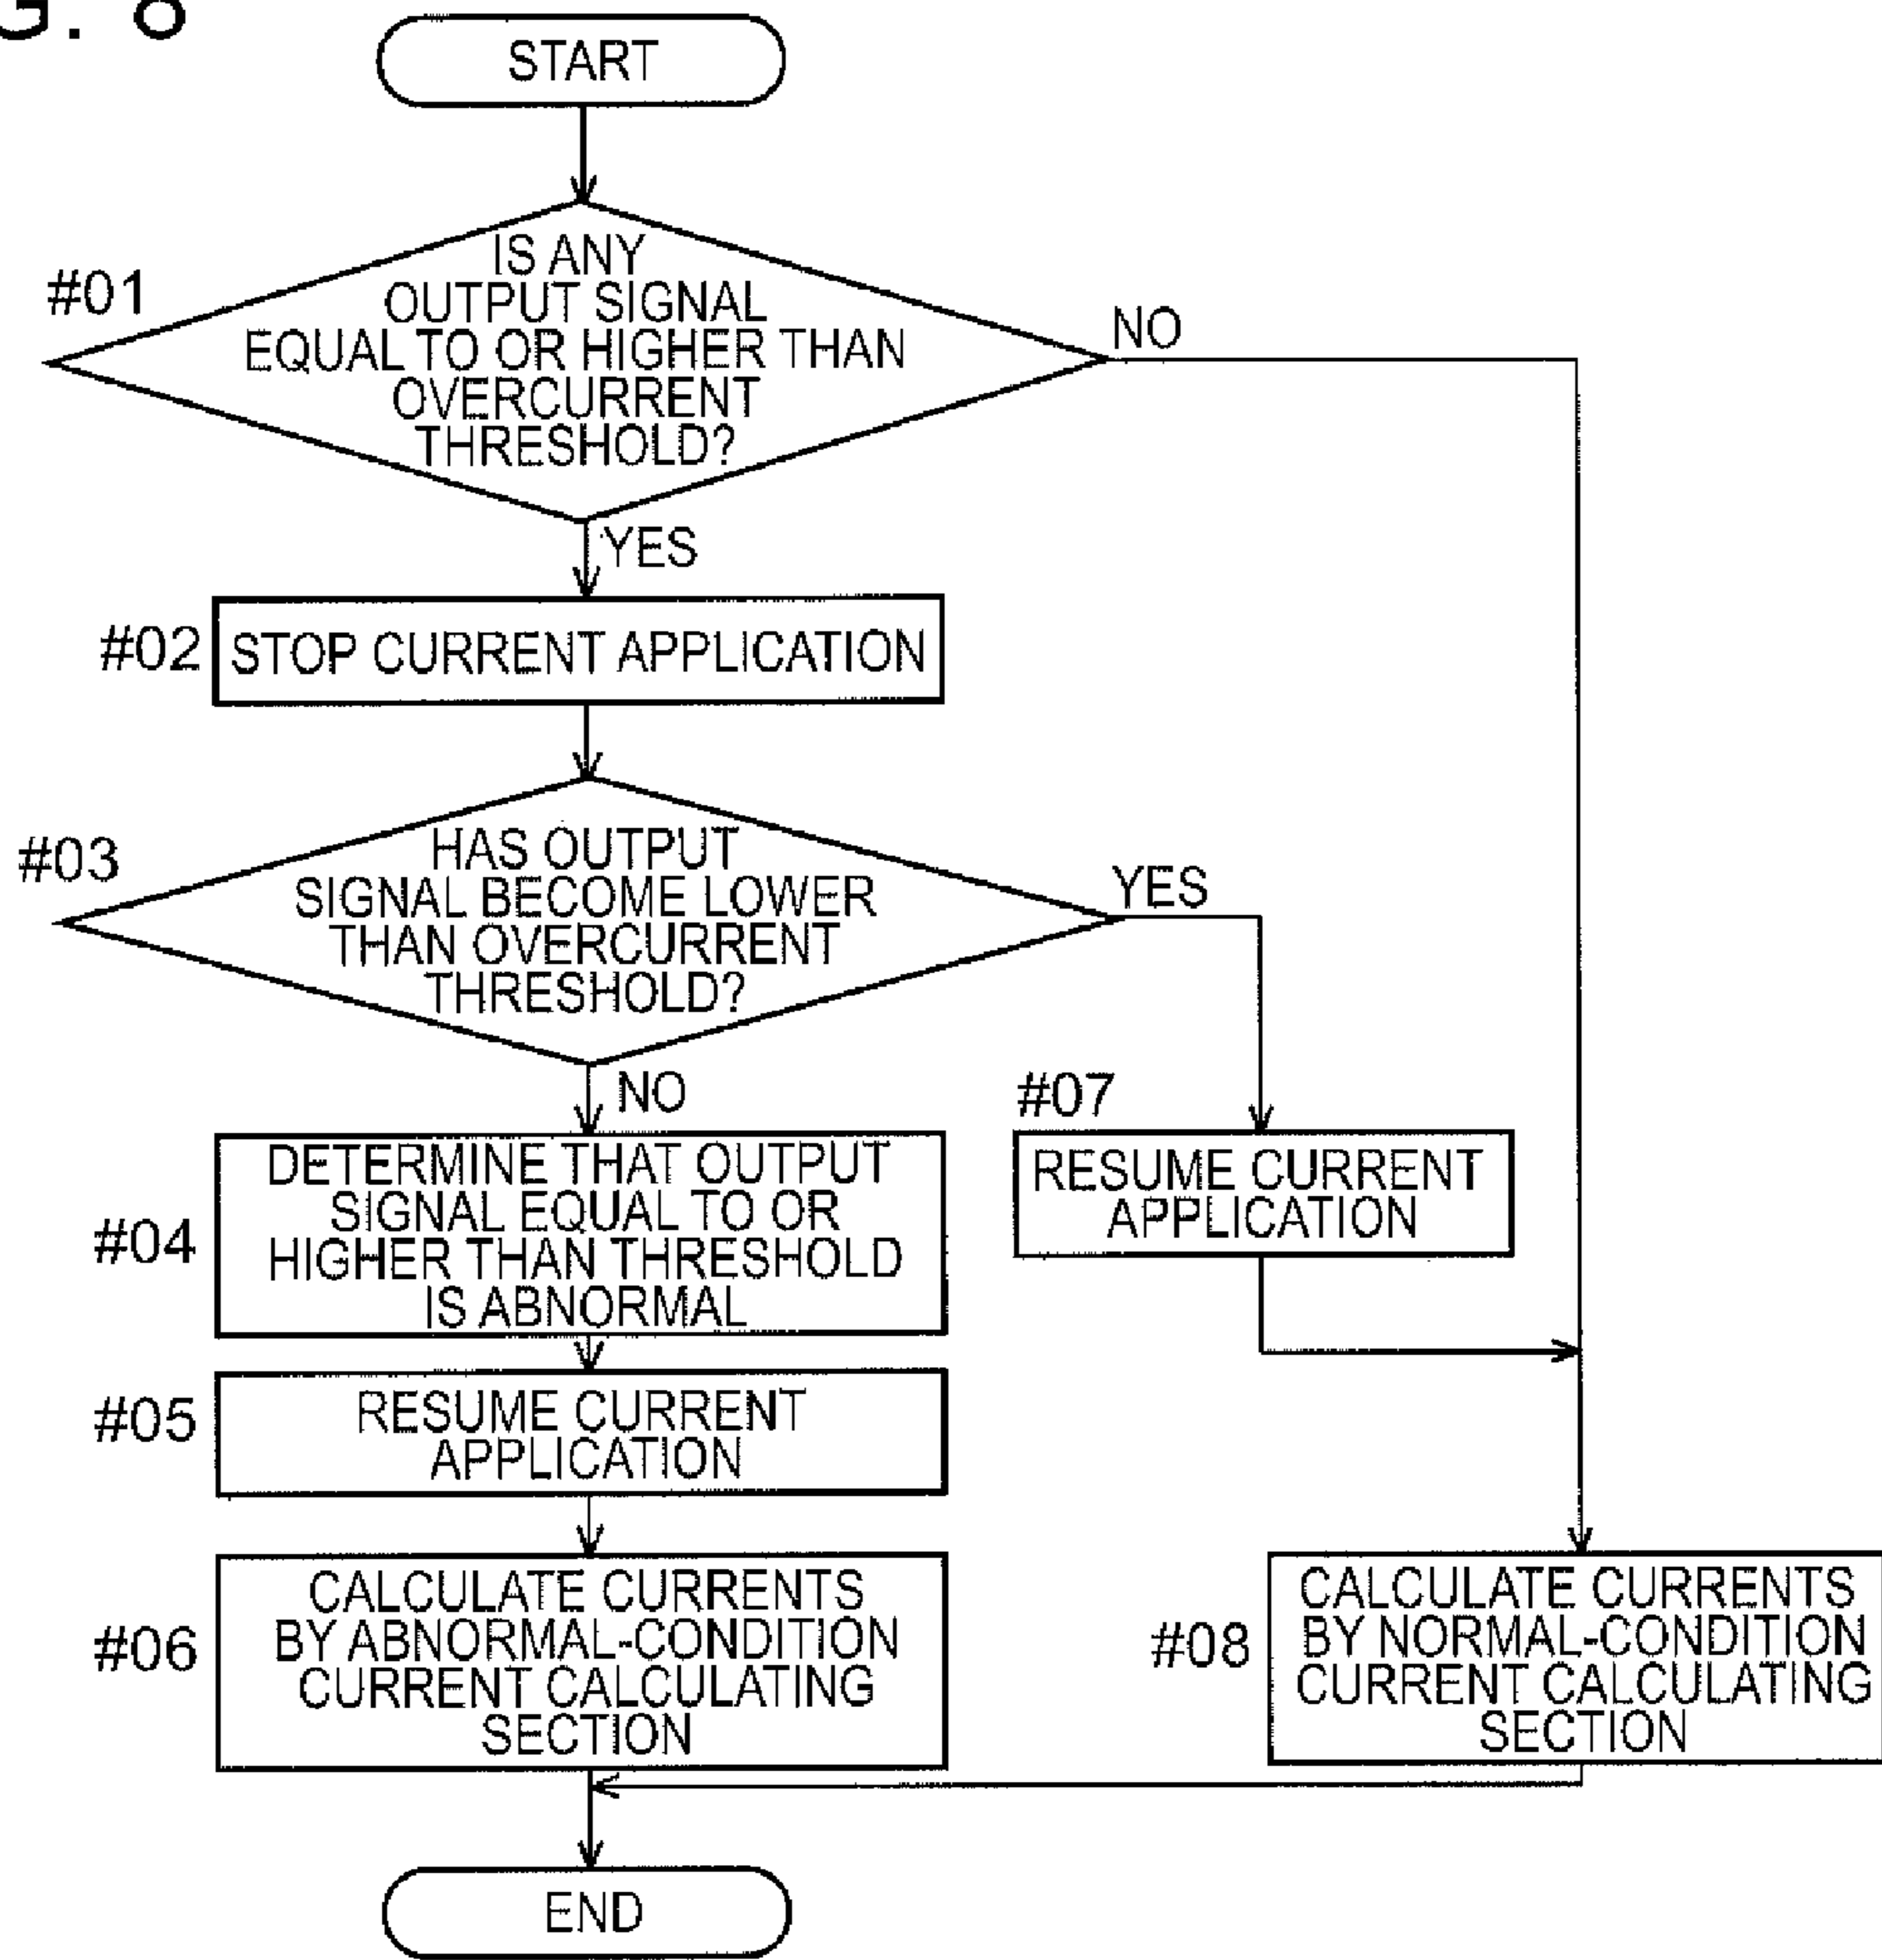 G. 8
START
#01
IS ANY
OUTPUT SIGNAL
EQUAL TO OR HIGHER THAN
OVERCURRENT
THRESHOLD?
NO
YES
#02
STOP CURRENT APPLICATION
#03
HAS OUTPUT
SIGNAL BECOME LOWER
THAN OVERCURRENT
THRESHOLD?
YES
NO
#04
DETERMINE THAT OUTPUT
SIGNAL EQUAL TO OR
HIGHER THAN THRESHOLD
IS ABNORMAL
#07
RESUME CURRENT
APPLICATION
#05
RESUME CURRENT
APPLICATION
#06
CALCULATE CURRENTS
BY ABNORMAL-CONDITION
CURRENT CALCULATING
SECTION
#08
CALCULATE CURRENTS
BY NORMAL-CONDITION
CURRENT CALCULATING
SECTION
END